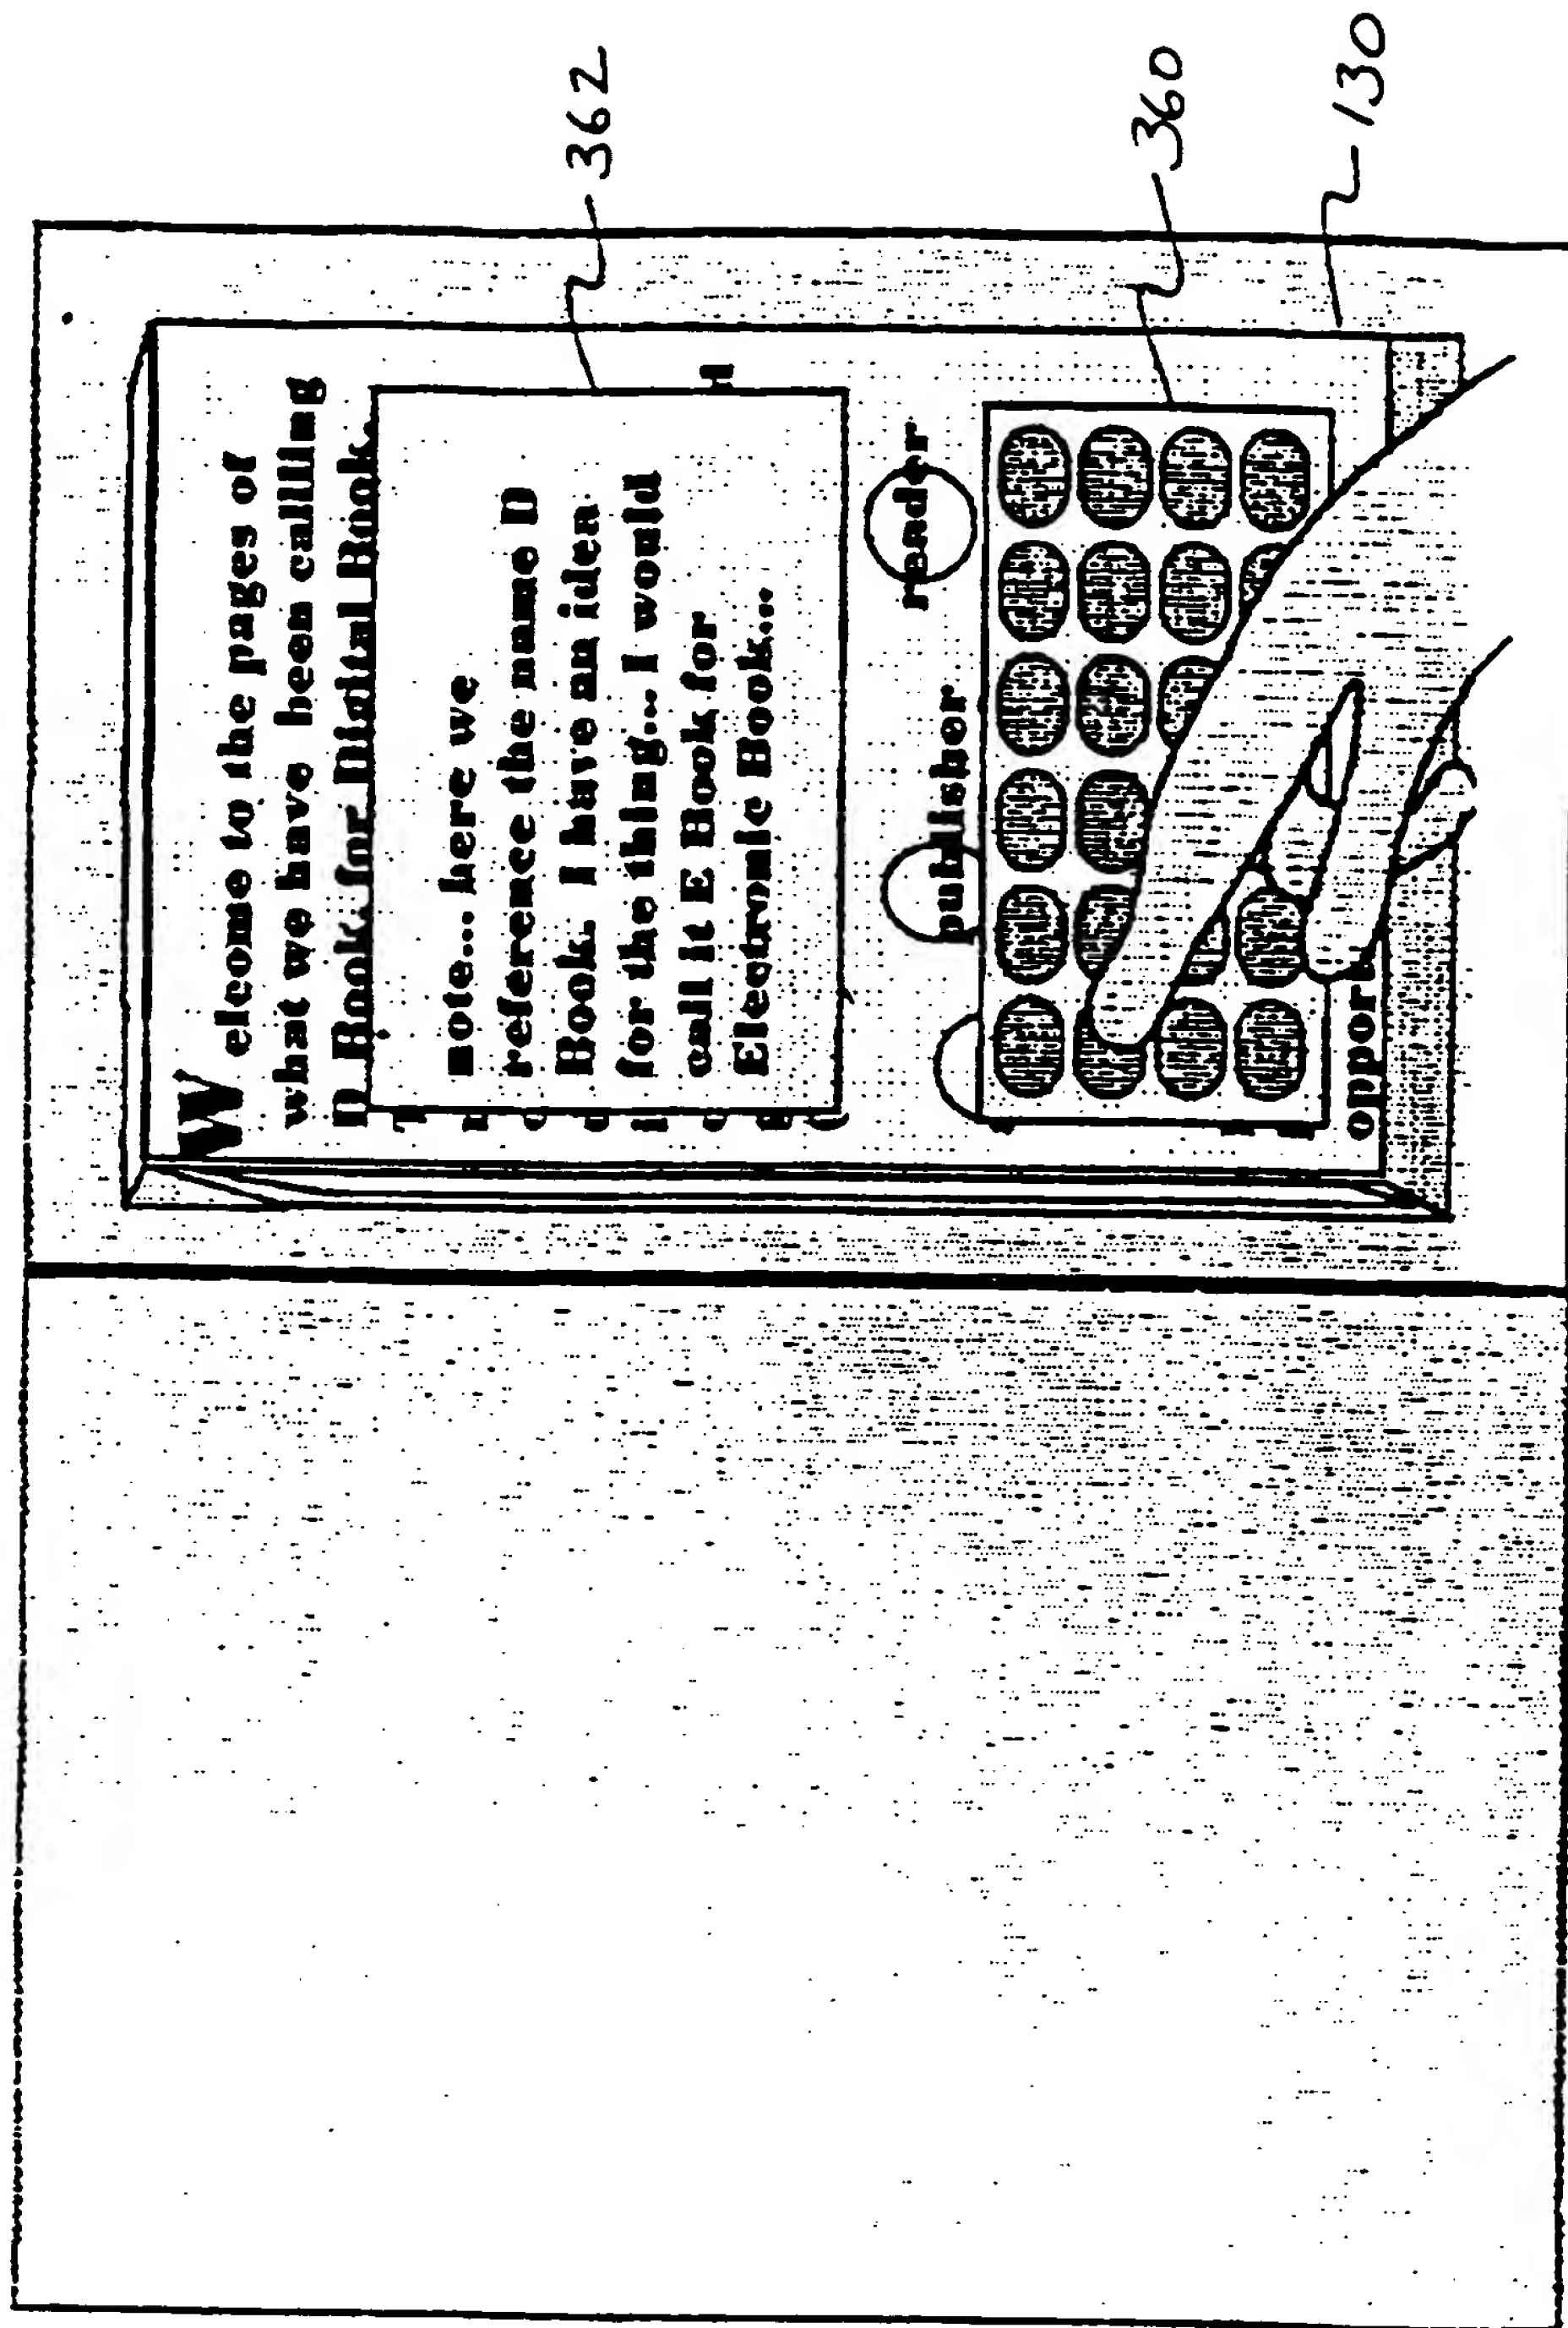 Welcome to the pages of
what we have been calling
D Book, for Digital Book.
note... here we
reference the name D
Book. I have an idea
for the thing... I would
call it E Book for
Electronic Book...
reader
publisher
362
360
130